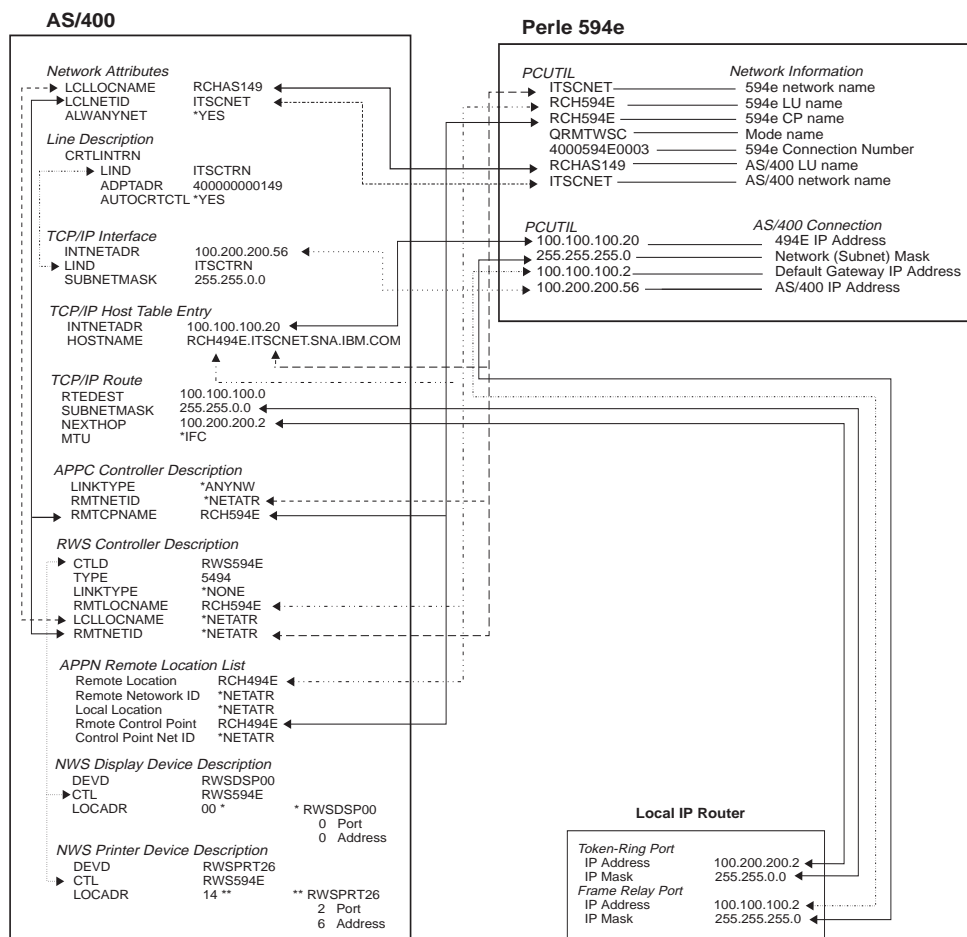 AS/400
Network Attributes
LCLLOCNAME RCHAS149
LCLNETID ITSCNET
ALWANYNET *YES
Line Description
CRTLINTRN
LIND ITSCTRN
ADPTADR 400000000149
AUTOCRTCTL *YES
TCP/IP Interface
INTNETADR 100.200.200.56
LIND ITSCTRN
SUBNETMASK 255.255.0.0
TCP/IP Host Table Entry
INTNETADR 100.100.100.20
HOSTNAME RCH494E.ITSCNET.SNA.IBM.COM
TCP/IP Route
RTEDEST 100.100.100.0
SUBNETMASK 255.255.0.0
NEXTHOP 100.200.200.2
MTU *IFC
APPC Controller Description
LINKTYPE *ANYNW
RMTNETID *NETATR
RMTCPNAME RCH594E
RWS Controller Description
CTLD RWS594E
TYPE 5494
LINKTYPE *NONE
RMTLOCNAME RCH594E
LCLLOCNAME *NETATR
RMTNETID *NETATR
APPN Remote Location List
Remote Location RCH494E
Remote Netowork ID *NETATR
Local Location *NETATR
Rmote Control Point RCH494E
Control Point Net ID *NETATR
NWS Display Device Description
DEVD RWSDSP00
CTL RWS594E
LOCADR 00 * * RWSDSP00
0 Port
0 Address
NWS Printer Device Description
DEVD RWSPRT26
CTL RWS594E
LOCADR 14 ** ** RWSPRT26
2 Port
6 Address
Perle 594e
PCUTIL Network Information
ITSCNET 594e network name
RCH594E 594e LU name
RCH594E 594e CP name
QRMTWSC Mode name
4000594E0003 594e Connection Number
RCHAS149 AS/400 LU name
ITSCNET AS/400 network name
PCUTIL AS/400 Connection
100.100.100.20 494E IP Address
255.255.255.0 Network (Subnet) Mask
100.100.100.2 Default Gateway IP Address
100.200.200.56 AS/400 IP Address
Local IP Router
Token-Ring Port
IP Address 100.200.200.2
IP Mask 255.255.0.0
Frame Relay Port
IP Address 100.100.100.2
IP Mask 255.255.255.0